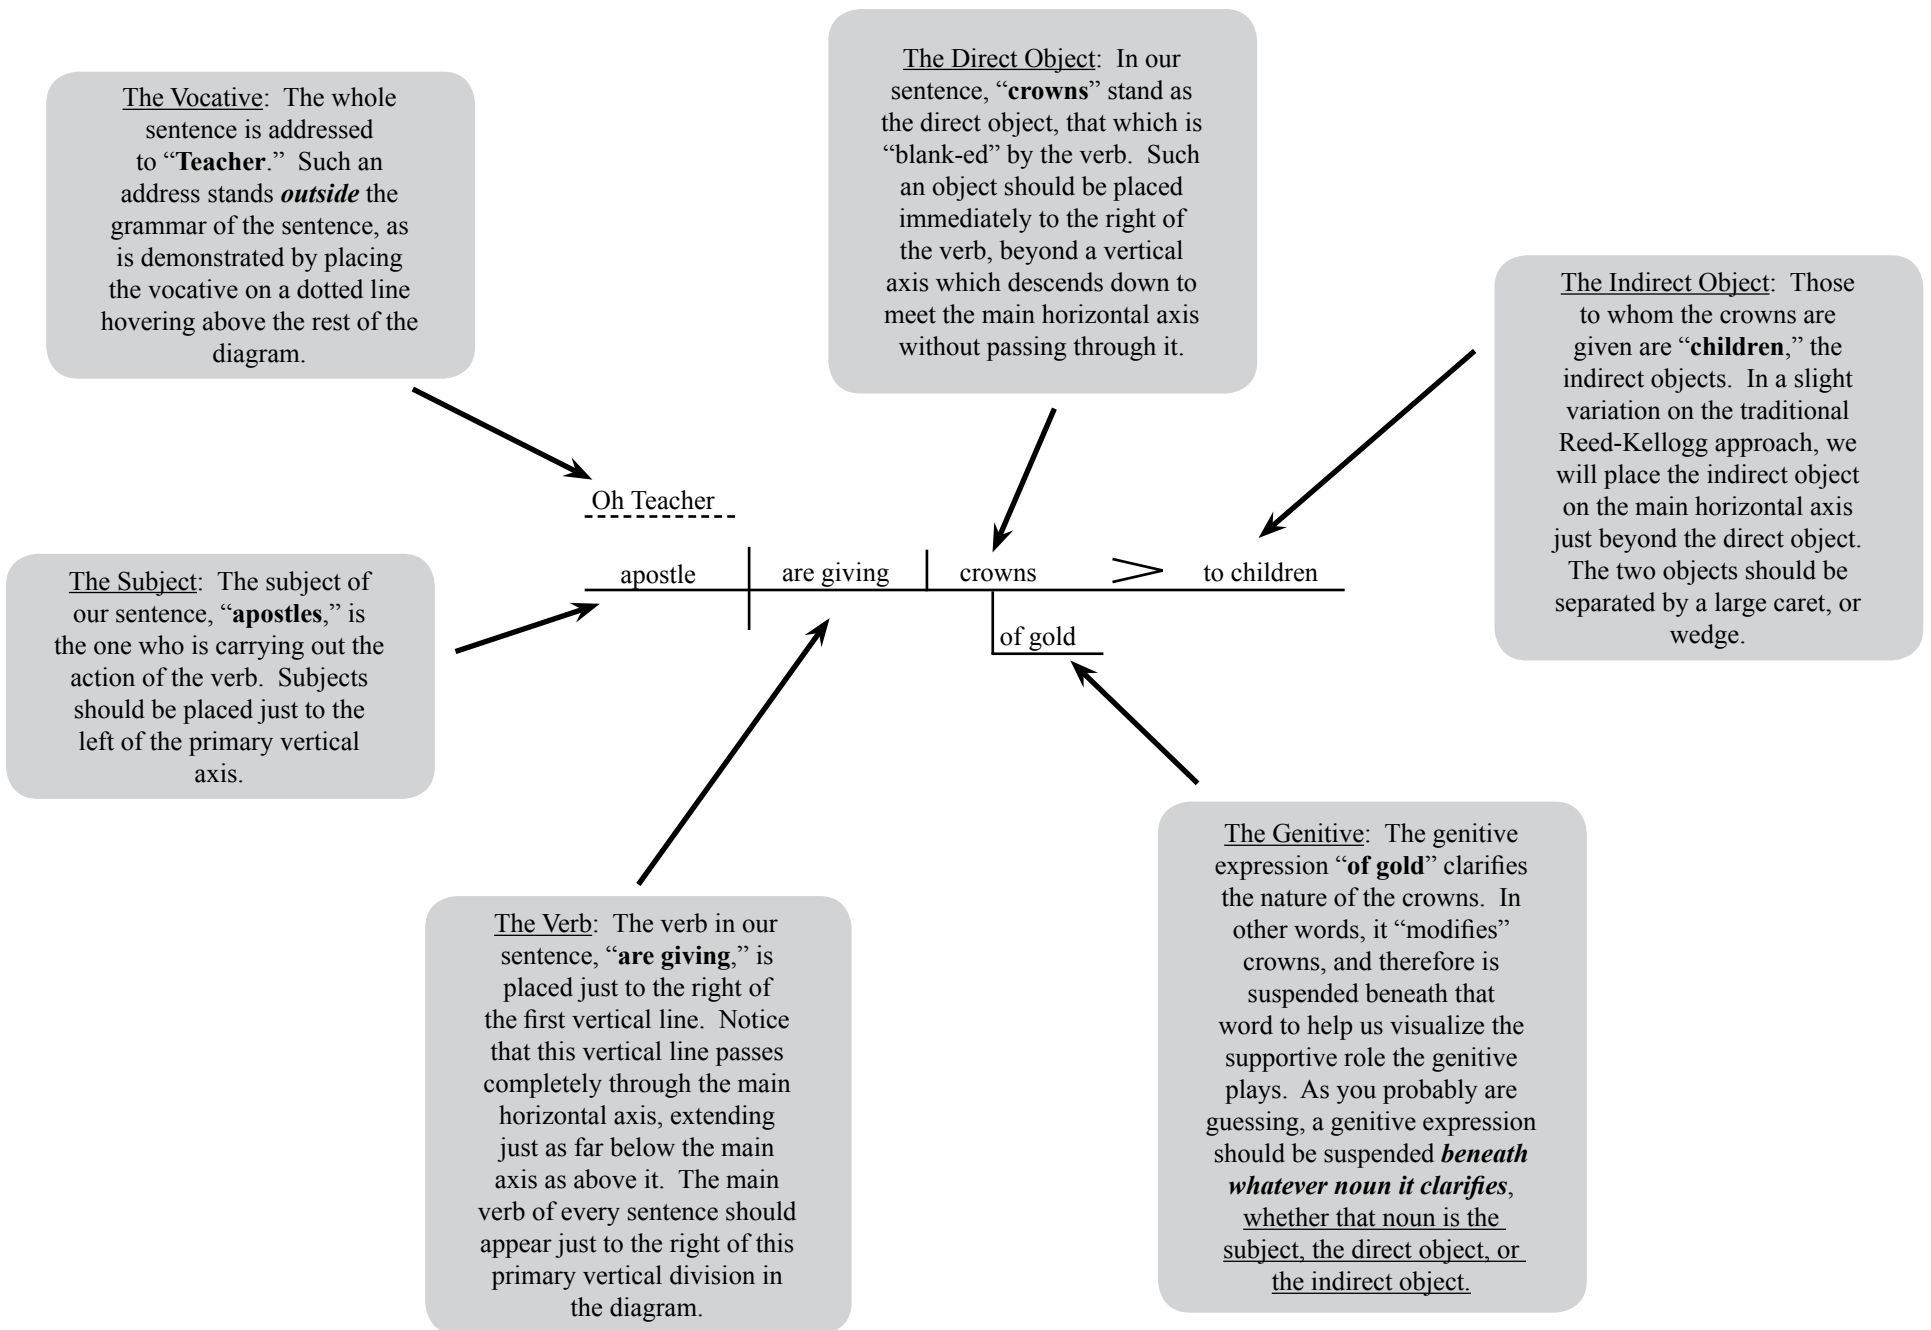 The Vocative:  The whole
sentence is addressed
to “Teacher.”  Such an
address stands outside the
grammar of the sentence, as
is demonstrated by placing
the vocative on a dotted line
hovering above the rest of the
diagram.
The Direct Object:  In our
sentence, “crowns” stand as
the direct object, that which is
“blank-ed” by the verb.  Such
an object should be placed
immediately to the right of
the verb, beyond a vertical
axis which descends down to
meet the main horizontal axis
without passing through it.
The Indirect Object:  Those
to whom the crowns are
given are “children,” the
indirect objects.  In a slight
variation on the traditional
Reed-Kellogg approach, we
will place the indirect object
on the main horizontal axis
just beyond the direct object.
The two objects should be
separated by a large caret, or
wedge.
Oh Teacher
apostle are giving crowns > to children
of gold
The Subject:  The subject of
our sentence, “apostles,” is
the one who is carrying out the
action of the verb.  Subjects
should be placed just to the
left of the primary vertical
axis.
The Verb:  The verb in our
sentence, “are giving,” is
placed just to the right of
the first vertical line.  Notice
that this vertical line passes
completely through the main
horizontal axis, extending
just as far below the main
axis as above it.  The main
verb of every sentence should
appear just to the right of this
primary vertical division in
the diagram.
The Genitive:  The genitive
expression “of gold” clarifies
the nature of the crowns.  In
other words, it “modifies”
crowns, and therefore is
suspended beneath that
word to help us visualize the
supportive role the genitive
plays.  As you probably are
guessing, a genitive expression
should be suspended beneath
whatever noun it clarifies,
whether that noun is the
subject, the direct object, or
the indirect object.